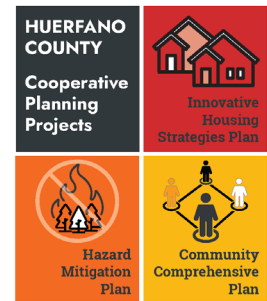 HUERFANO
COUNTY
Cooperative
Planning
Projects
Innovative
Housing
Strategies Plan
Hazard
Mitigation
Plan
Community
Comprehensive
Plan